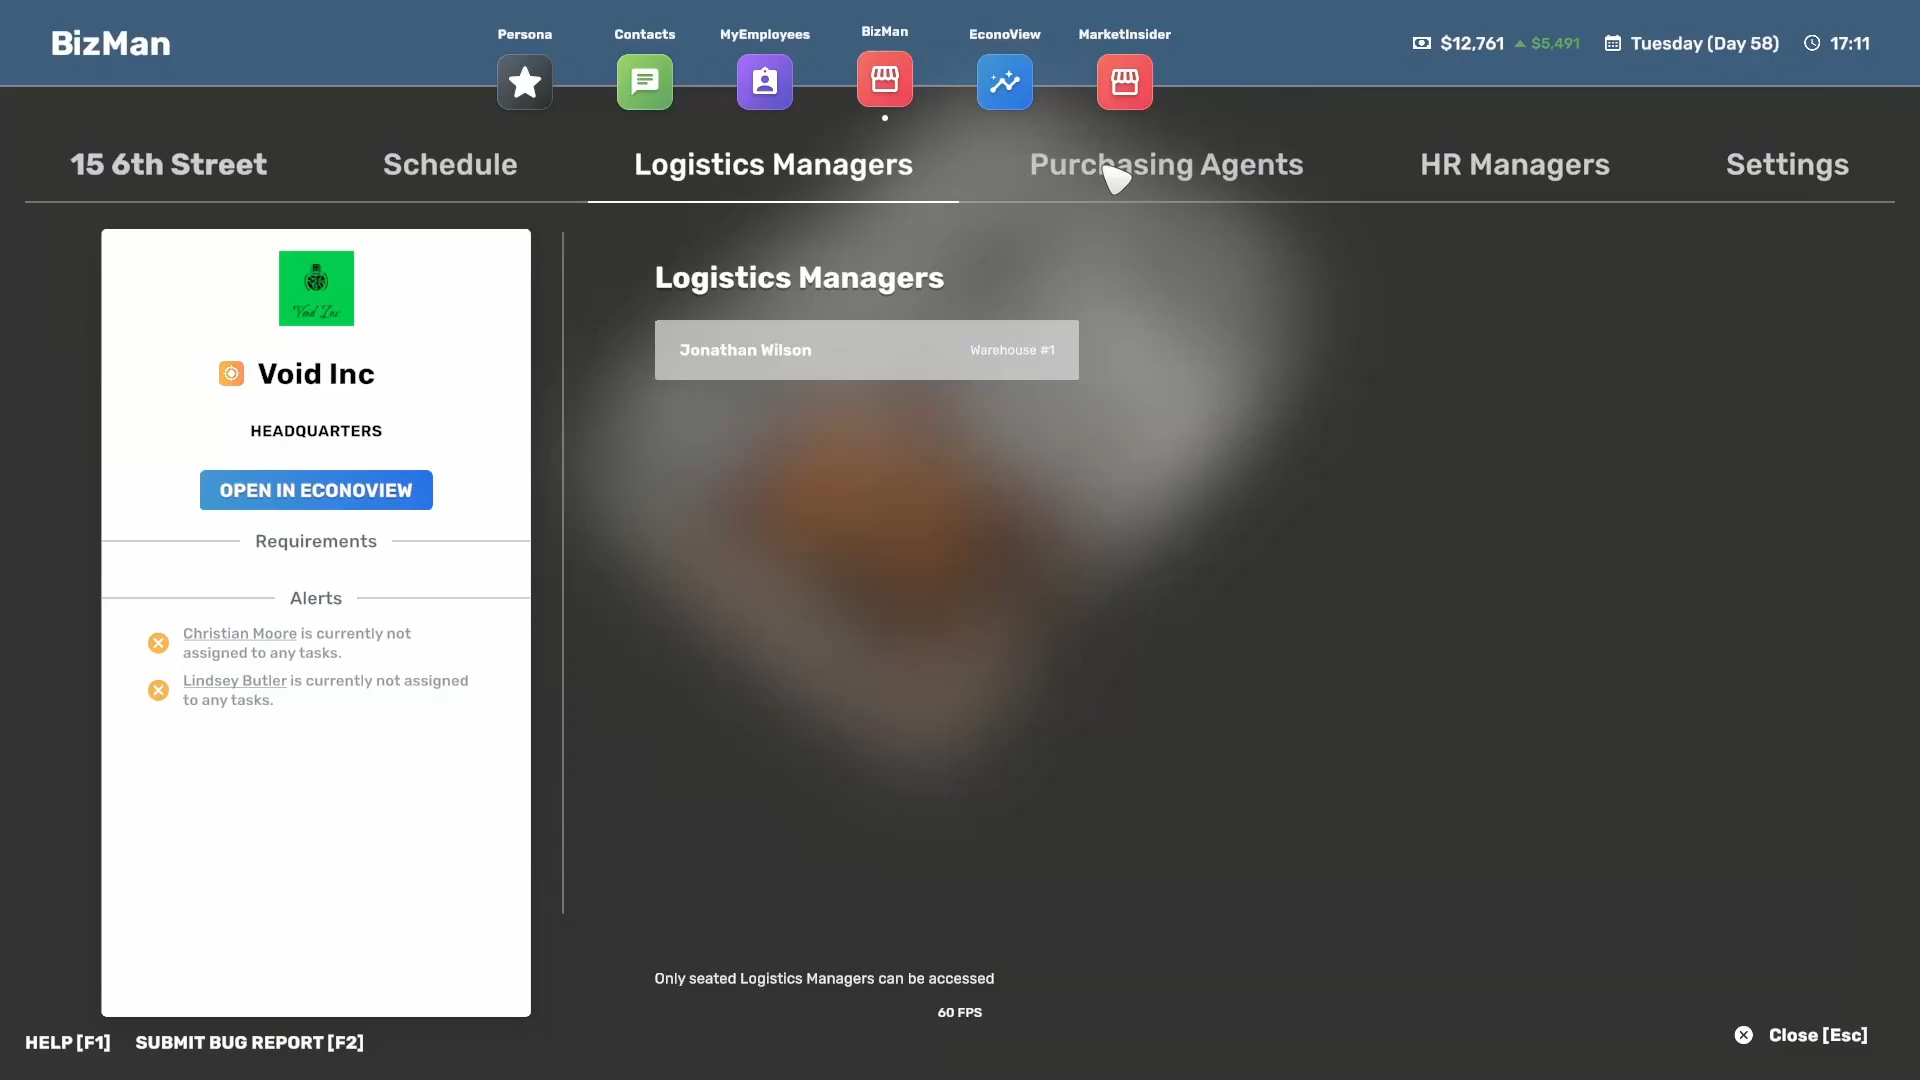 BizMan
Persona
Contacts
MyEmployees
BizMan
EconoView
MarketInsider
$12,761
$5,491
Tuesday (Day 58)
17:11
15 6th Street
Schedule
Logistics Managers
Purchasing Agents
HR Managers
Settings
Void Inc
Void Inc
HEADQUARTERS
OPEN IN ECONOVIEW
Requirements
Alerts
Christian Moore is currently not
assigned to any tasks.
Lindsey Butler is currently not assigned
to any tasks.
Logistics Managers
Jonathan Wilson
Warehouse #1
Only seated Logistics Managers can be accessed
60 FPS
HELP [F1]
SUBMIT BUG REPORT [F2]
Close [Esc]